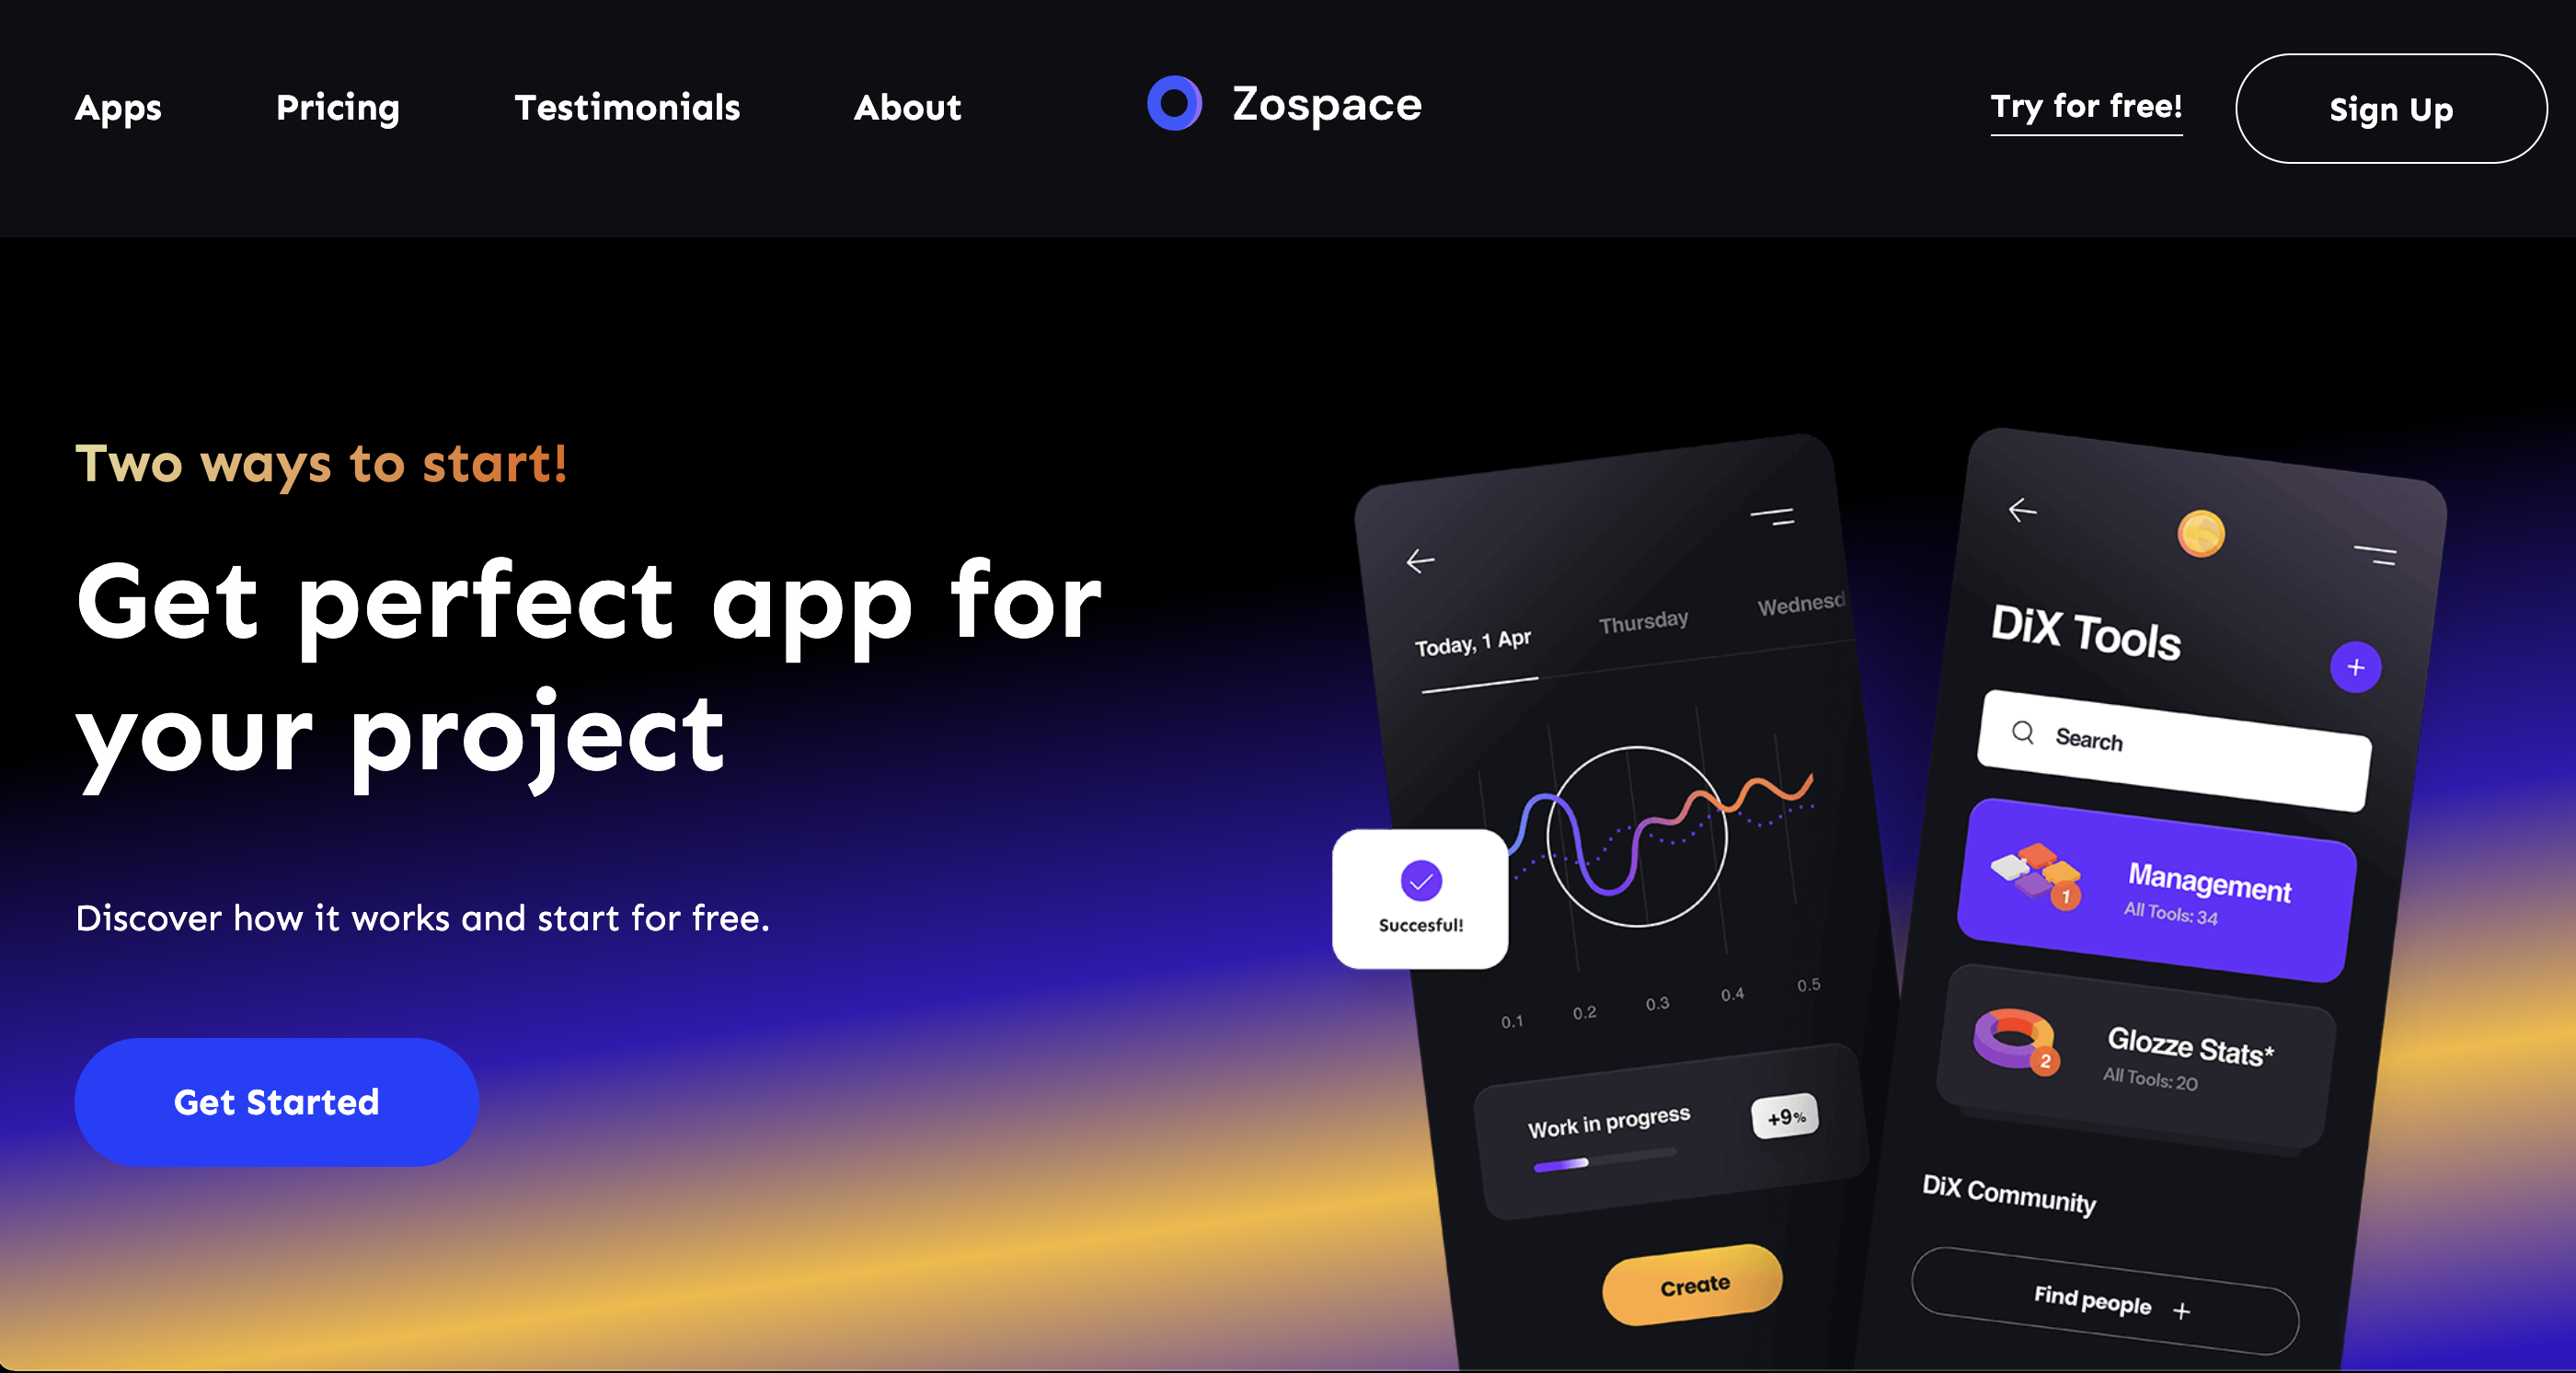 Apps Pricing Testimonials About Zospace Try for free! Sign Up
Two ways to start!
Get perfect app for
your project
Discover how it works and start for free.
Get Started
Today, 1 Apr Thursday Wednesd
Succesful!
0.1 0.2 0.3 0.4 0.5
Work in progress +9%
Create
DiX Tools
+
Search
Management
All Tools: 34
1
Glozze Stats*
All Tools: 20
2
DiX Community
Find people +